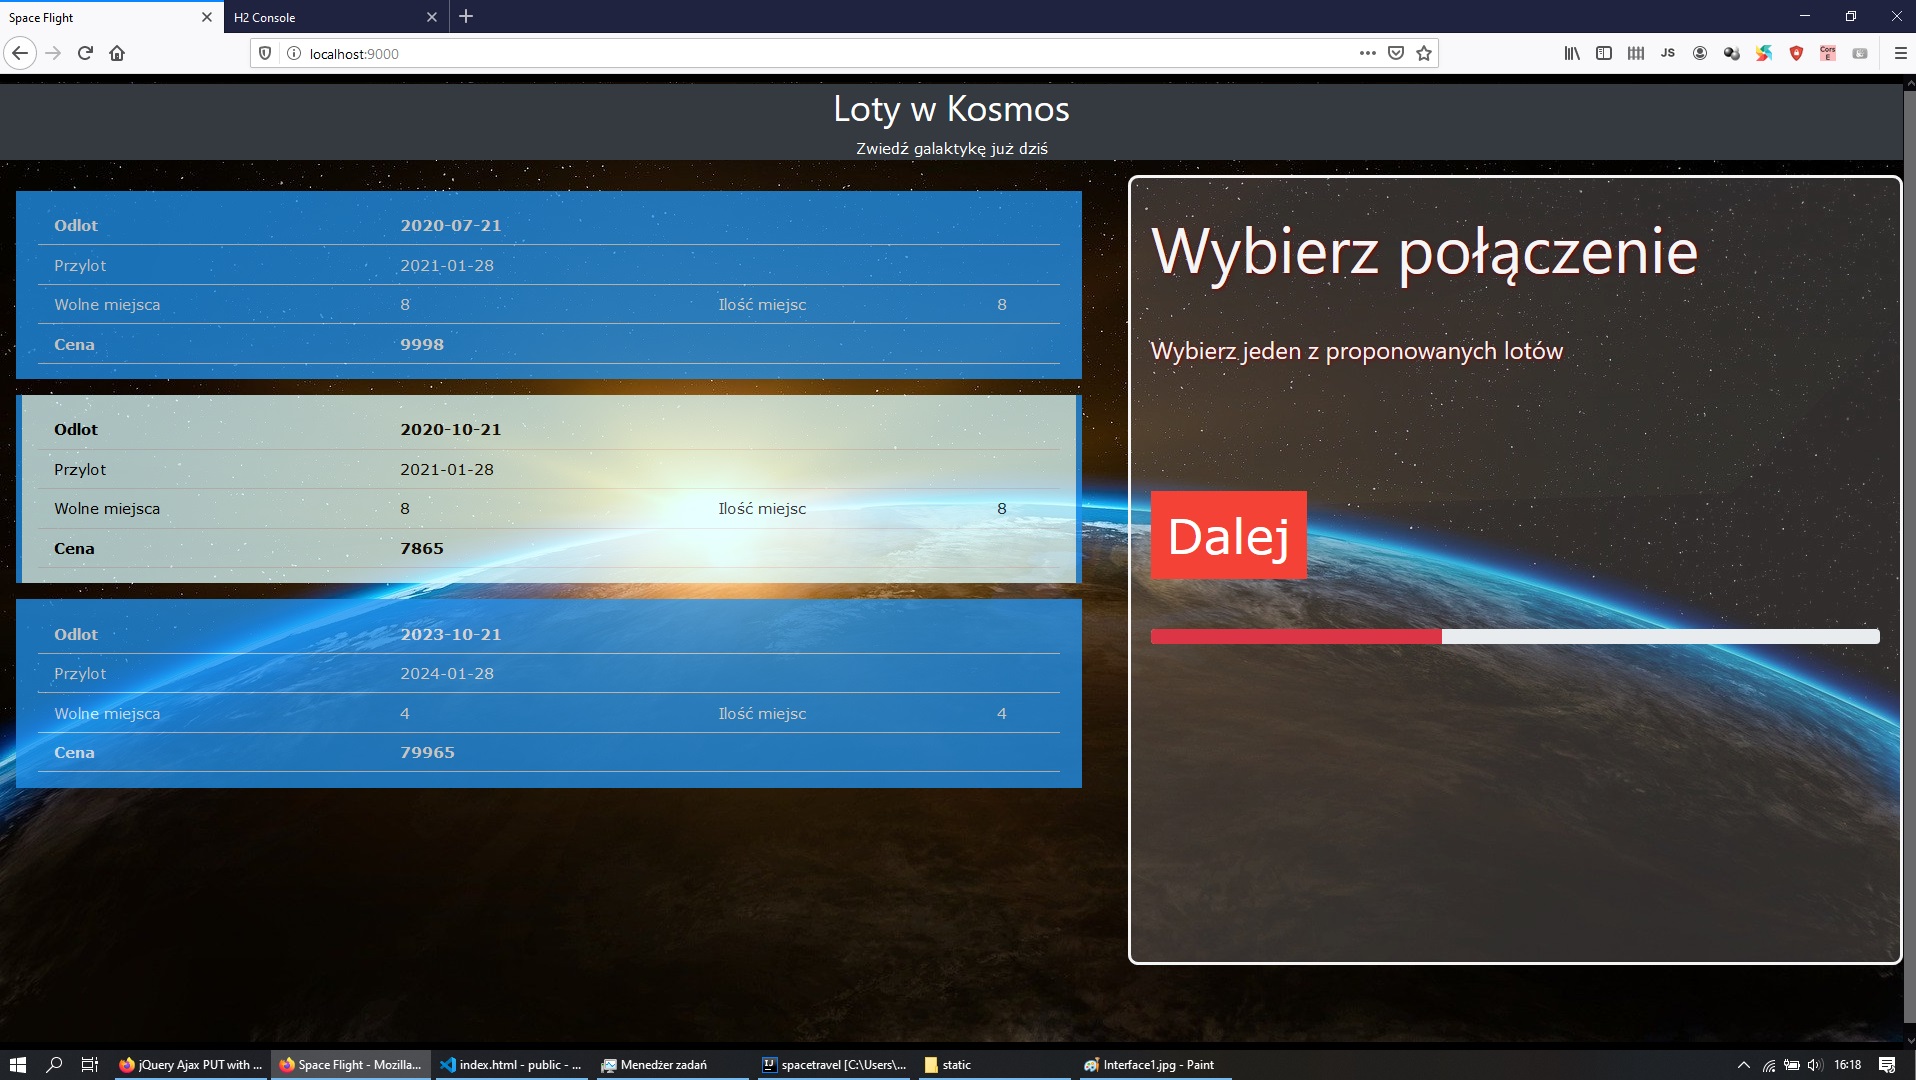 Space Flight
H2 Console
localhost:9000
JS
Cors
E
Loty w Kosmos
Zwiedź galaktykę już dziś
Odlot 2020-07-21
Przylot 2021-01-28
Wolne miejsca 8 Ilość miejsc 8
Cena 9998
Odlot 2020-10-21
Przylot 2021-01-28
Wolne miejsca 8 Ilość miejsc 8
Cena 7865
Odlot 2023-10-21
Przylot 2024-01-28
Wolne miejsca 4 Ilość miejsc 4
Cena 79965
Wybierz połączenie
Wybierz jeden z proponowanych lotów
Dalej
jQuery Ajax PUT with ...
Space Flight - Mozilla...
index.html - public - ...
Menedżer zadań
spacetravel [C:\Users\...
static
Interface1.jpg - Paint
16:18